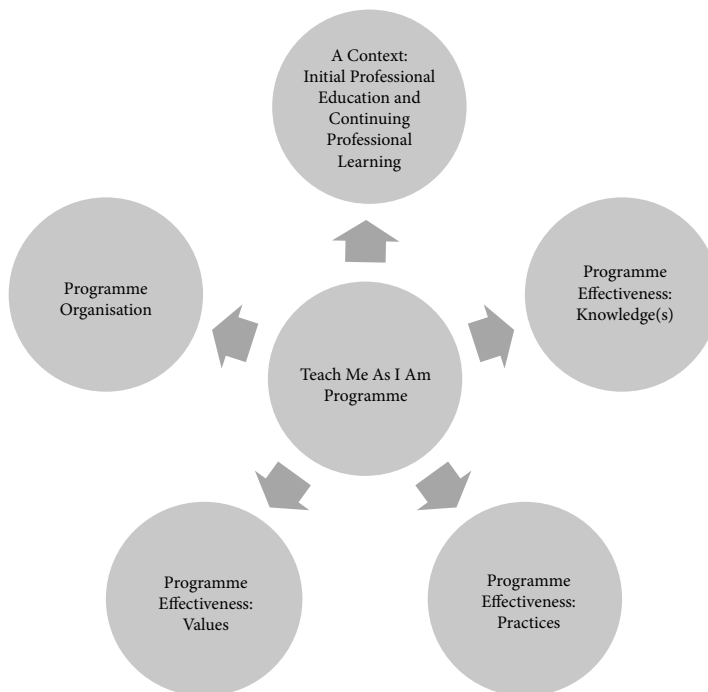 A Context:
Initial Professional
Education and
Continuing
Professional
Learning
Programme
Organisation
Programme
Effectiveness:
Knowledge(s)
Teach Me As I Am
Programme
Programme
Effectiveness:
Values
Programme
Effectiveness:
Practices